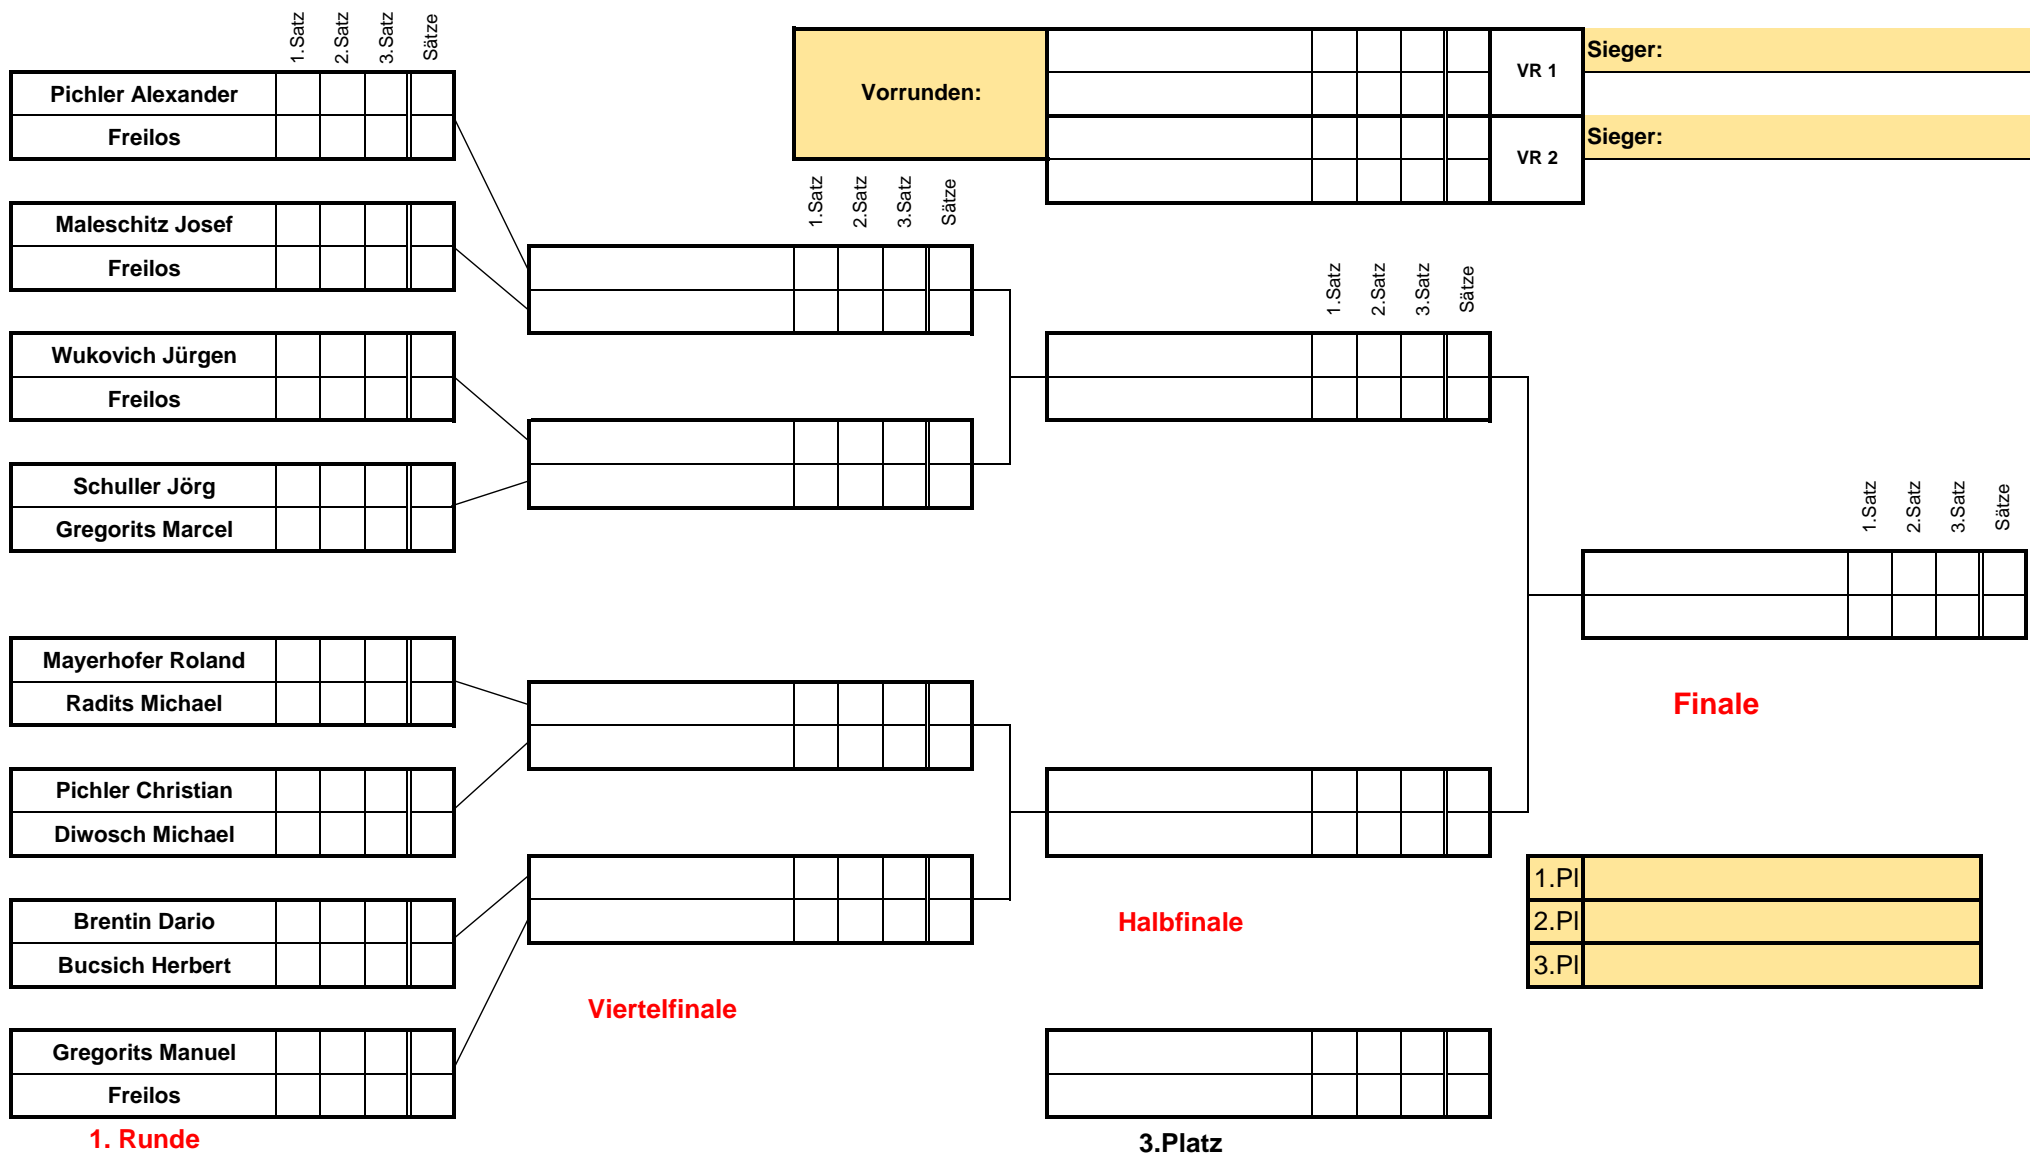 1.Satz 2.Satz 3.Satz Sätze
Pichler Alexander
Freilos
Maleschitz Josef
Freilos
Wukovich Jürgen
Freilos
Schuller Jörg
Gregorits Marcel
Mayerhofer Roland
Radits Michael
Pichler Christian
Diwosch Michael
Brentin Dario
Bucsich Herbert
Gregorits Manuel
Freilos
1. Runde
1.Satz 2.Satz 3.Satz Sätze
Viertelfinale
Vorrunden:
VR 1
Sieger:
VR 2
Sieger:
1.Satz 2.Satz 3.Satz Sätze
Halbfinale
3.Platz
1.Satz 2.Satz 3.Satz Sätze
Finale
1.Pl
2.Pl
3.Pl